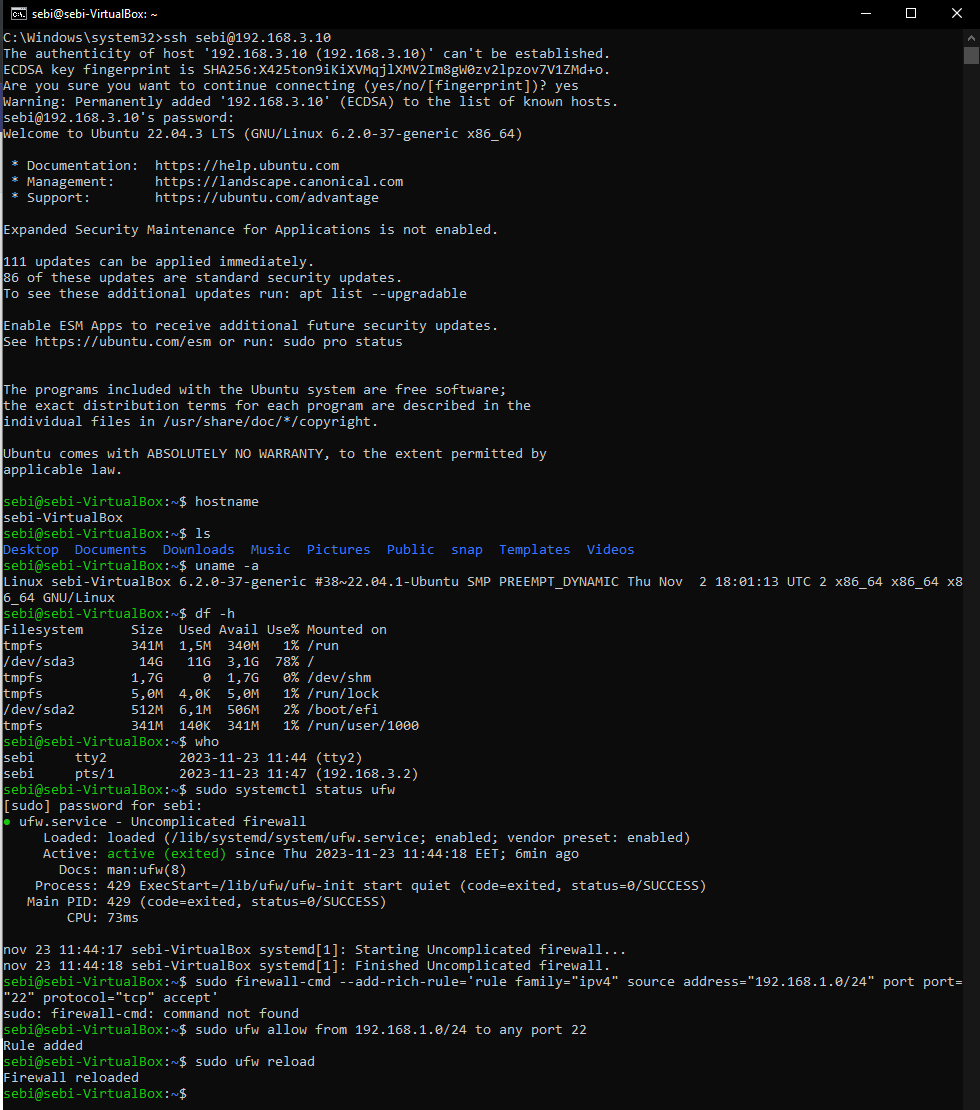 sebi@sebi-VirtualBox: ~
C:\Windows\system32>ssh sebi@192.168.3.10
The authenticity of host '192.168.3.10 (192.168.3.10)' can't be established.
ECDSA key fingerprint is SHA256:X425ton9iKiXVMqjlXMV2Im8gW0zv2lpzov7V1ZMd+o.
Are you sure you want to continue connecting (yes/no/[fingerprint])? yes
Warning: Permanently added '192.168.3.10' (ECDSA) to the list of known hosts.
sebi@192.168.3.10's password:
Welcome to Ubuntu 22.04.3 LTS (GNU/Linux 6.2.0-37-generic x86_64)
* Documentation:  https://help.ubuntu.com
* Management:     https://landscape.canonical.com
* Support:        https://ubuntu.com/advantage
Expanded Security Maintenance for Applications is not enabled.
111 updates can be applied immediately.
86 of these updates are standard security updates.
To see these additional updates run: apt list --upgradable
Enable ESM Apps to receive additional future security updates.
See https://ubuntu.com/esm or run: sudo pro status
The programs included with the Ubuntu system are free software;
the exact distribution terms for each program are described in the
individual files in /usr/share/doc/*/copyright.
Ubuntu comes with ABSOLUTELY NO WARRANTY, to the extent permitted by
applicable law.
sebi@sebi-VirtualBox:~$ hostname
sebi-VirtualBox
sebi@sebi-VirtualBox:~$ ls
Desktop  Documents  Downloads  Music  Pictures  Public  snap  Templates  Videos
sebi@sebi-VirtualBox:~$ uname -a
Linux sebi-VirtualBox 6.2.0-37-generic #38~22.04.1-Ubuntu SMP PREEMPT_DYNAMIC Thu Nov  2 18:01:13 UTC 2 x86_64 x86_64 x8
6_64 GNU/Linux
sebi@sebi-VirtualBox:~$ df -h
Filesystem      Size  Used Avail Use% Mounted on
tmpfs           341M  1,5M  340M   1% /run
/dev/sda3        14G   11G  3,1G  78% /
tmpfs           1,7G     0  1,7G   0% /dev/shm
tmpfs           5,0M  4,0K  5,0M   1% /run/lock
/dev/sda2       512M  6,1M  506M   2% /boot/efi
tmpfs           341M  140K  341M   1% /run/user/1000
sebi@sebi-VirtualBox:~$ who
sebi     tty2         2023-11-23 11:44 (tty2)
sebi     pts/1        2023-11-23 11:47 (192.168.3.2)
sebi@sebi-VirtualBox:~$ sudo systemctl status ufw
[sudo] password for sebi:
● ufw.service - Uncomplicated firewall
Loaded: loaded (/lib/systemd/system/ufw.service; enabled; vendor preset: enabled)
Active: active (exited) since Thu 2023-11-23 11:44:18 EET; 6min ago
Docs: man:ufw(8)
Process: 429 ExecStart=/lib/ufw/ufw-init start quiet (code=exited, status=0/SUCCESS)
Main PID: 429 (code=exited, status=0/SUCCESS)
CPU: 73ms
nov 23 11:44:17 sebi-VirtualBox systemd[1]: Starting Uncomplicated firewall...
nov 23 11:44:18 sebi-VirtualBox systemd[1]: Finished Uncomplicated firewall.
sebi@sebi-VirtualBox:~$ sudo firewall-cmd --add-rich-rule='rule family="ipv4" source address="192.168.1.0/24" port port=
"22" protocol="tcp" accept'
sudo: firewall-cmd: command not found
sebi@sebi-VirtualBox:~$ sudo ufw allow from 192.168.1.0/24 to any port 22
Rule added
sebi@sebi-VirtualBox:~$ sudo ufw reload
Firewall reloaded
sebi@sebi-VirtualBox:~$